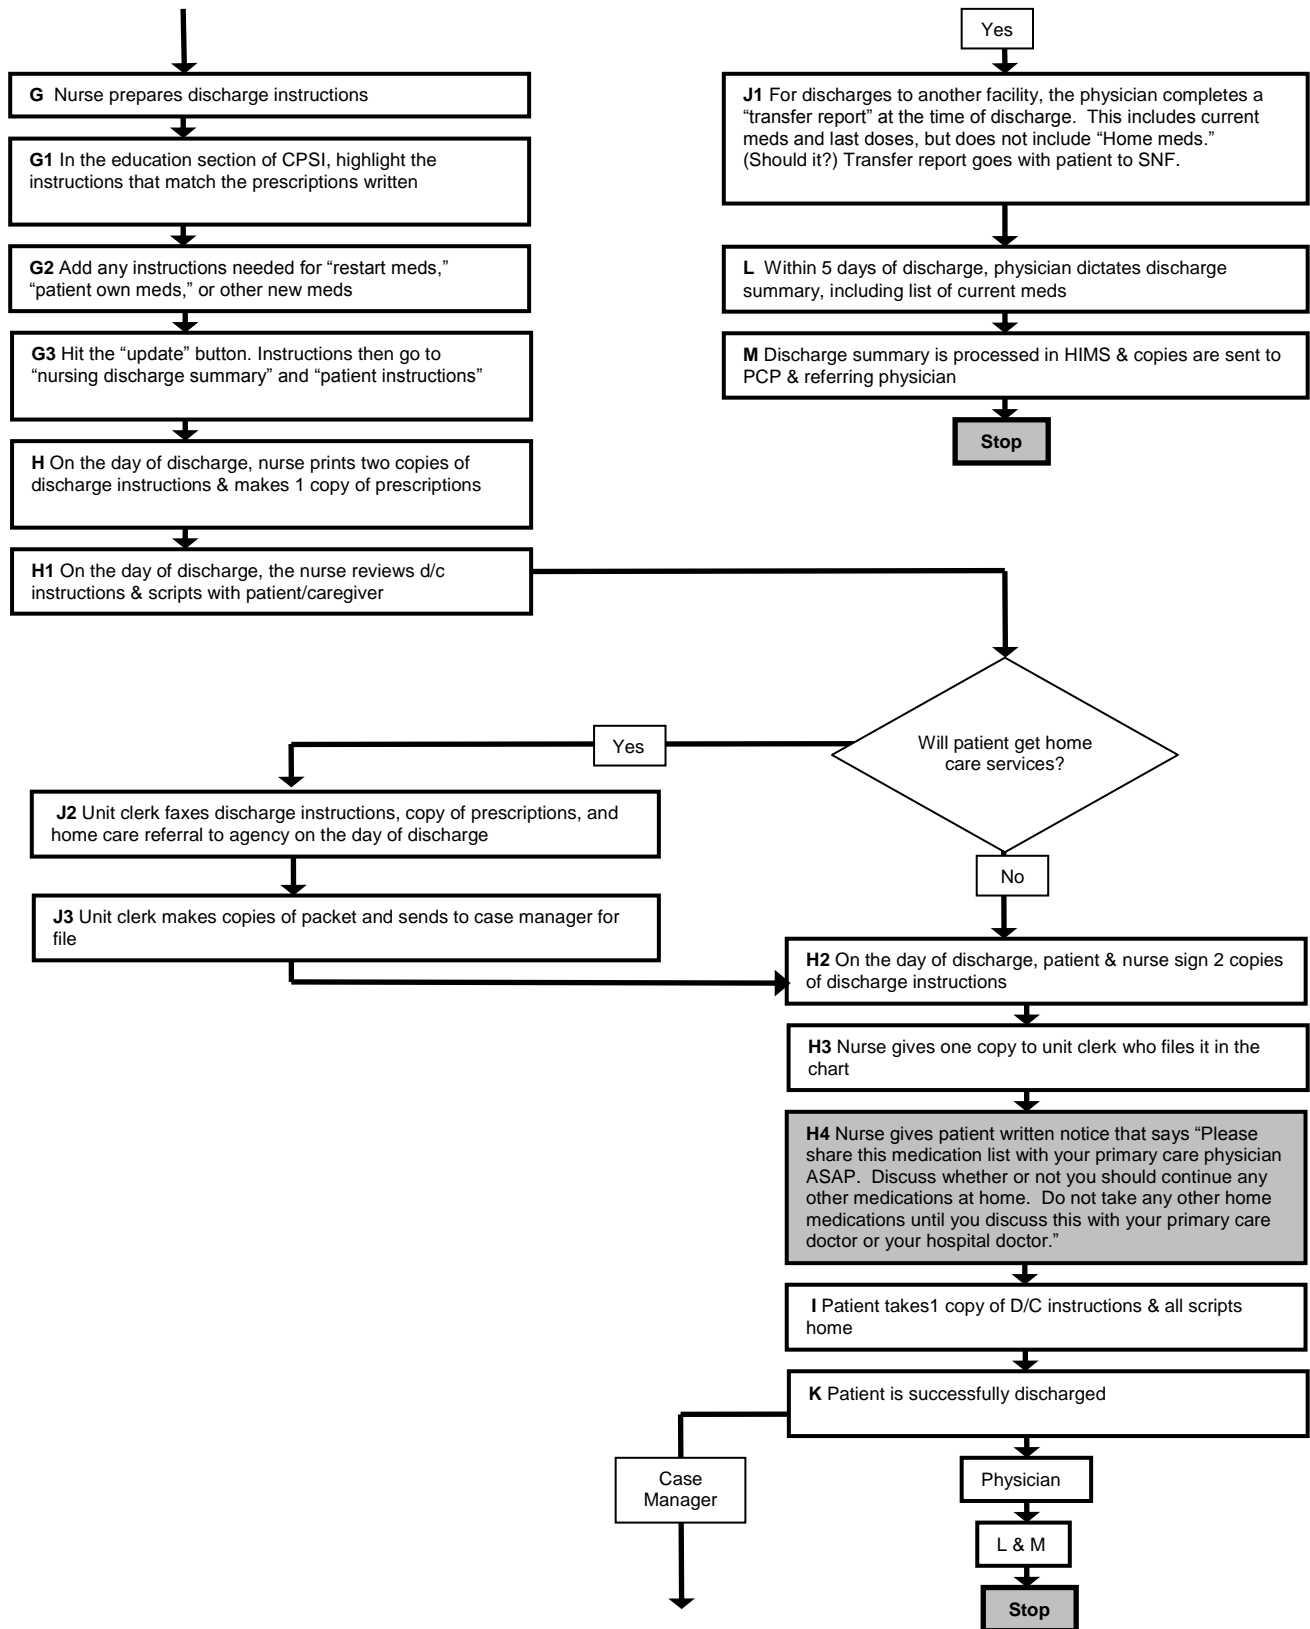 G Nurse prepares discharge instructions
G1 In the education section of CPSI, highlight the
instructions that match the prescriptions written
G2 Add any instructions needed for “restart meds,”
“patient own meds,” or other new meds
G3 Hit the “update” button. Instructions then go to
“nursing discharge summary” and “patient instructions”
H On the day of discharge, nurse prints two copies of
discharge instructions & makes 1 copy of prescriptions
H1 On the day of discharge, the nurse reviews d/c
instructions & scripts with patient/caregiver
Yes
J1 For discharges to another facility, the physician completes a
“transfer report” at the time of discharge. This includes current
meds and last doses, but does not include “Home meds.”
(Should it?) Transfer report goes with patient to SNF.
L Within 5 days of discharge, physician dictates discharge
summary, including list of current meds
M Discharge summary is processed in HIMS & copies are sent to
PCP & referring physician
Stop
Will patient get home
care services?
Yes
J2 Unit clerk faxes discharge instructions, copy of prescriptions, and
home care referral to agency on the day of discharge
J3 Unit clerk makes copies of packet and sends to case manager for
file
No
H2 On the day of discharge, patient & nurse sign 2 copies
of discharge instructions
H3 Nurse gives one copy to unit clerk who files it in the
chart
H4 Nurse gives patient written notice that says “Please
share this medication list with your primary care physician
ASAP. Discuss whether or not you should continue any
other medications at home. Do not take any other home
medications until you discuss this with your primary care
doctor or your hospital doctor.”
I Patient takes1 copy of D/C instructions & all scripts
home
K Patient is successfully discharged
Case
Manager
Physician
L & M
Stop